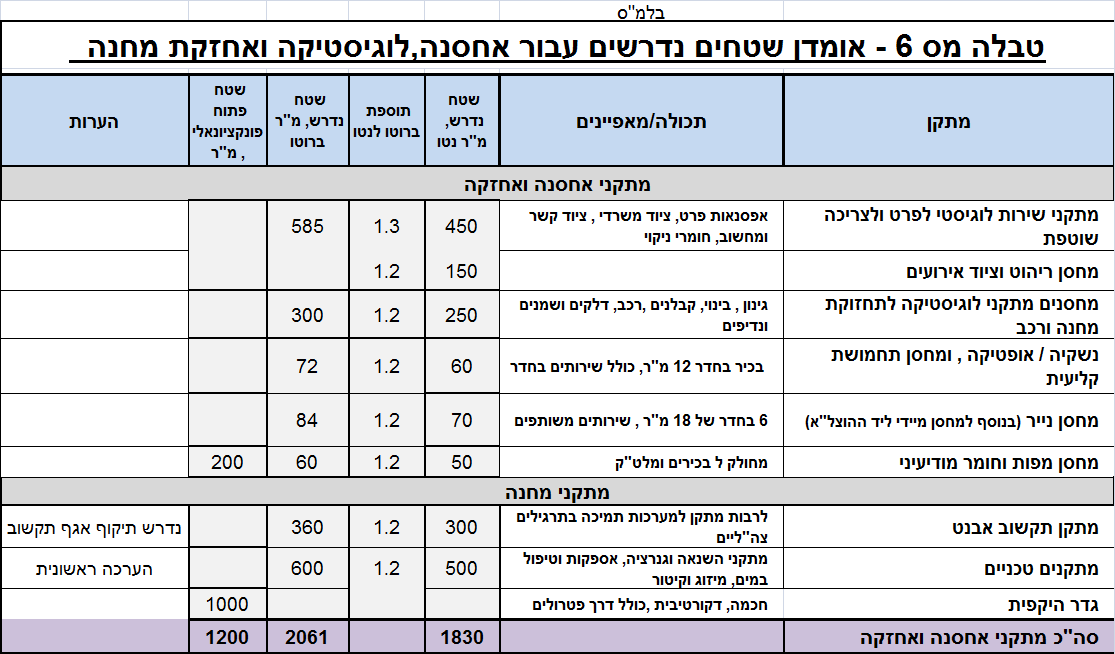 בלמ"ס
טבלה מס 6 - אומדן שטחים נדרשים עבור אחסנה,לוגיסטיקה ואחזקת מחנה
מתקן תכולה/מאפיינים שטח נדרש, מ"ר נטו תוספת ברוטו לנטו שטח נדרש, מ"ר ברוטו שטח פתוח פונקציונאלי , מ"ר הערות
מתקני אחסנה ואחזקה
מתקני שירות לוגיסטי לפרט ולצריכה שוטפת אפסנאות פרט, ציוד משרדי , ציוד קשר ומחשוב, חומרי ניקוי 450 1.3 585
מחסן ריהוט וציוד אירועים 150 1.2
מחסנים מתקני לוגיסטיקה לתחזוקת מחנה ורכב גינון , בינוי, קבלנים ,רכב, דלקים ושמנים ונדיפים 250 1.2 300
נשקיה / אופטיקה , ומחסן תחמושת קליעית בכיר בחדר 12 מ"ר, כולל שירותים בחדר 60 1.2 72
מחסן נייר (בנוסף למחסן מיידי ליד ההוצל"א) 6 בחדר של 18 מ"ר , שירותים משותפים 70 1.2 84
מחסן מפות וחומר מודיעיני מחולק ל בכירים ומלט"ק 50 1.2 60 200
מתקני מחנה
מתקן תקשוב אבנט לרבות מתקן למערכות תמיכה בתרגילים צה"ליים 300 1.2 360 נדרש תיקוף אגף תקשוב
מתקנים טכניים מתקני השנאה וגנרציה, אספקות וטיפול במים, מיזוג וקיטור 500 1.2 600 הערכה ראשונית
גדר היקפית חכמה, דקורטיבית ,כולל דרך פטרולים 1000
סה"כ מתקני אחסנה ואחזקה 1830 2061 1200